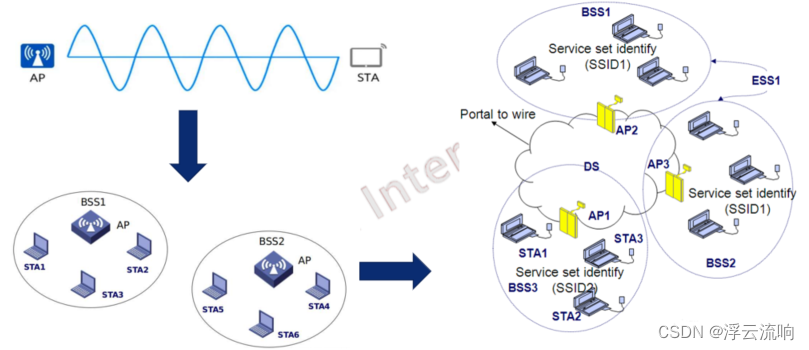 AP
STA
BSS1
AP
STA1
STA2
STA3
BSS2
AP
STA5
STA4
STA6
Inter
BSS1
Service set identify
(SSID1)
ESS1
Portal to wire
AP2
DS
AP3
Service set identify
(SSID1)
BSS2
AP1
STA1
STA3
Service set identify
(SSID2)
BSS3
STA2
CSDN @浮云流响